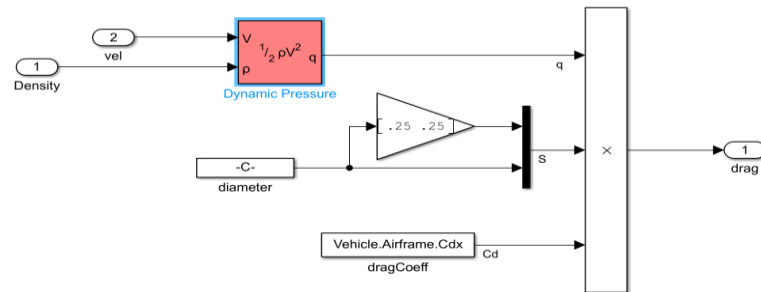 2
vel
1
Density
V
ρ
1/2 ρV²
q
Dynamic Pressure
q
[ .25 .25 ]
-C-
diameter
S
×
1
drag
Vehicle.Airframe.Cdx
dragCoeff
Cd